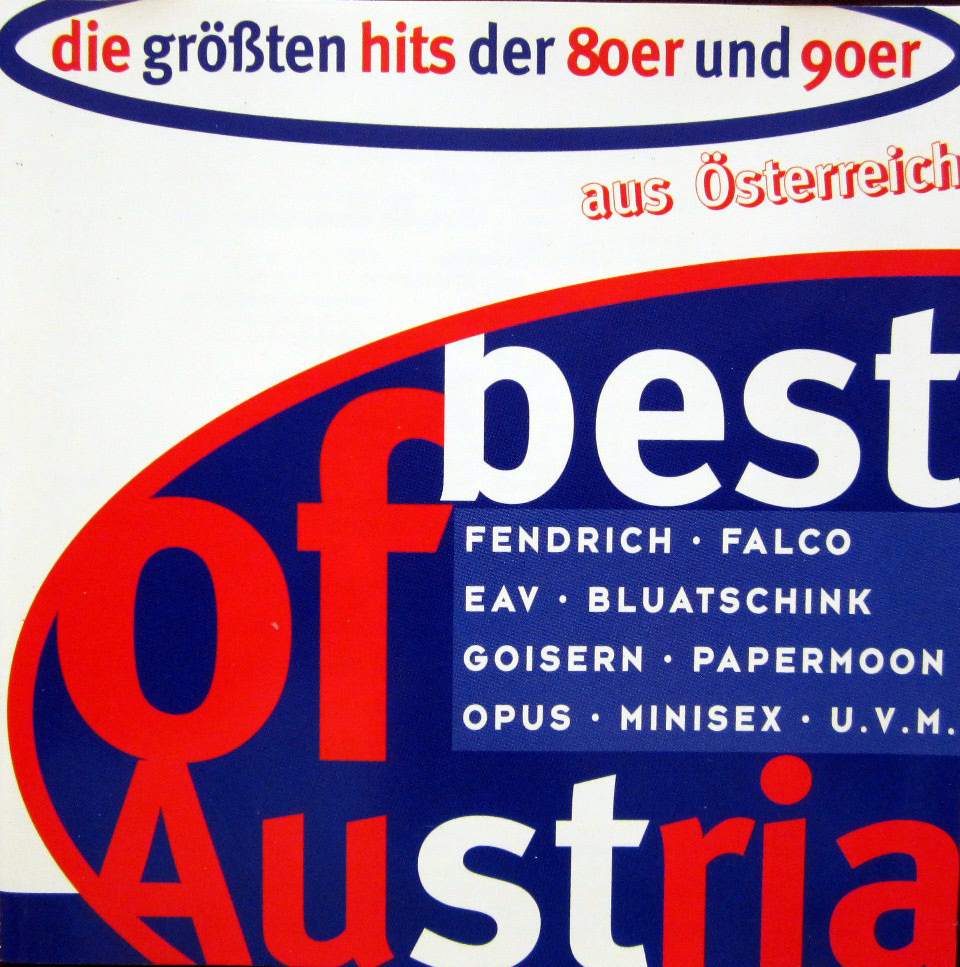 die größten hits der 80er und 90er
aus Österreich
best
of
FENDRICH · FALCO
EAV · BLUATSCHINK
GOISERN · PAPERMOON
OPUS · MINISEX · U.V.M.
Austria